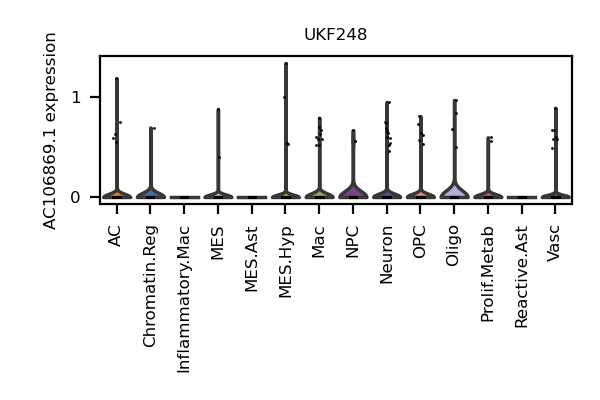 UKF248
AC106869.1 expression
1
0
AC
Chromatin.Reg
Inflammatory.Mac
MES
MES.Ast
MES.Hyp
Mac
NPC
Neuron
OPC
Oligo
Prolif.Metab
Reactive.Ast
Vasc